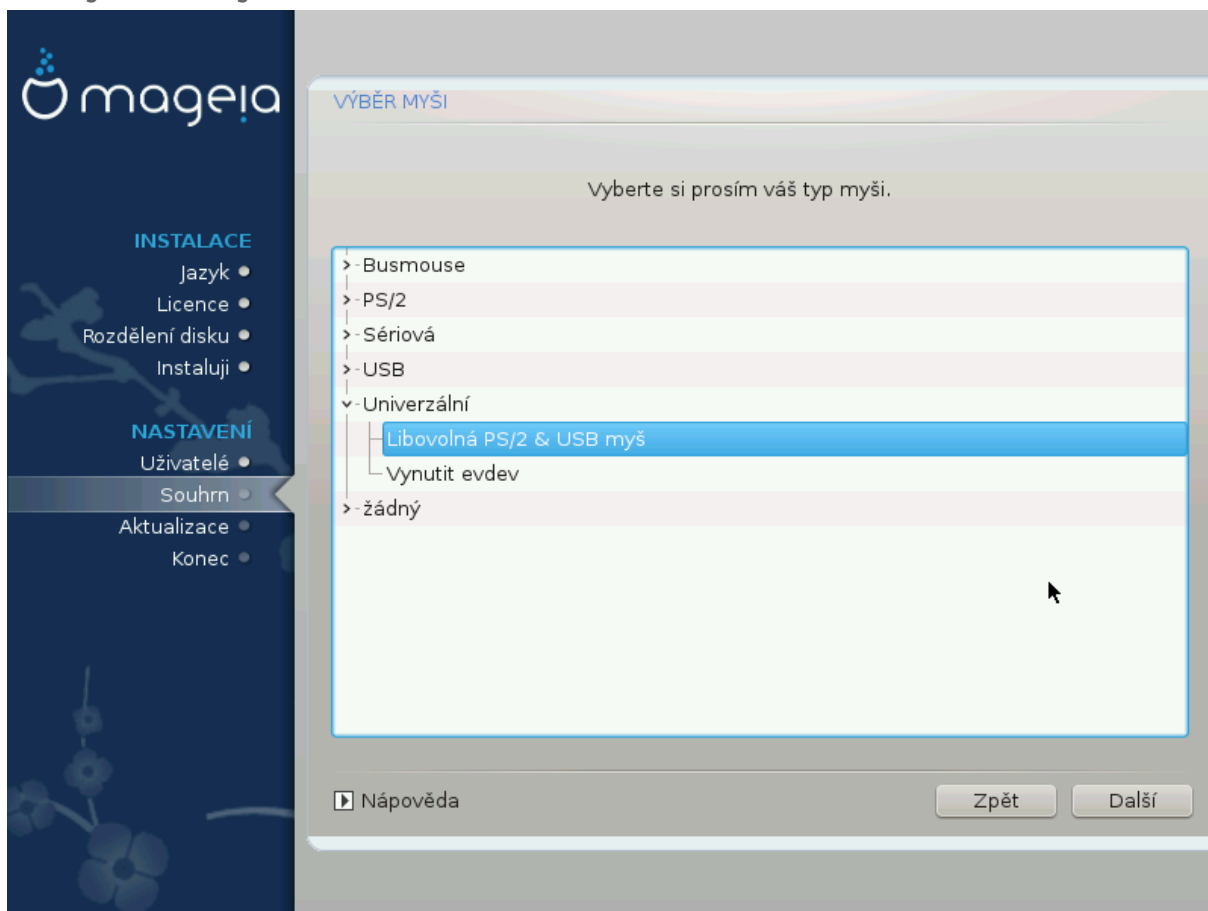 mageia
INSTALACE
Jazyk
Licence
Rozdělení disku
Instaluji
NASTAVENÍ
Uživatelé
Souhrn
Aktualizace
Konec
VÝBĚR MYŠI
Vyberte si prosím váš typ myši.
Busmouse
PS/2
Sériová
USB
Univerzální
Libovolná PS/2 & USB myš
Vynutit evdev
žádný
Nápověda
Zpět
Další